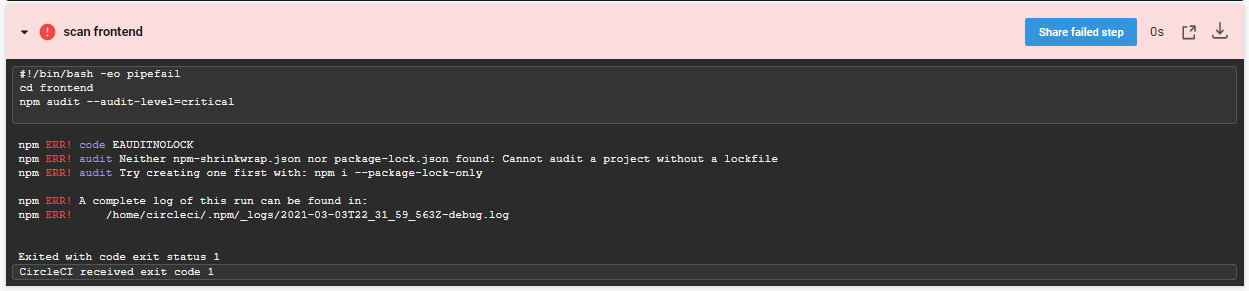 scan frontend
Share failed step
0s
#!/bin/bash -eo pipefail
cd frontend
npm audit --audit-level=critical
npm ERR! code EAUDITNOLOCK
npm ERR! audit Neither npm-shrinkwrap.json nor package-lock.json found: Cannot audit a project without a lockfile
npm ERR! audit Try creating one first with: npm i --package-lock-only
npm ERR! A complete log of this run can be found in:
npm ERR!     /home/circleci/.npm/_logs/2021-03-03T22_31_59_563Z-debug.log
Exited with code exit status 1
CircleCI received exit code 1